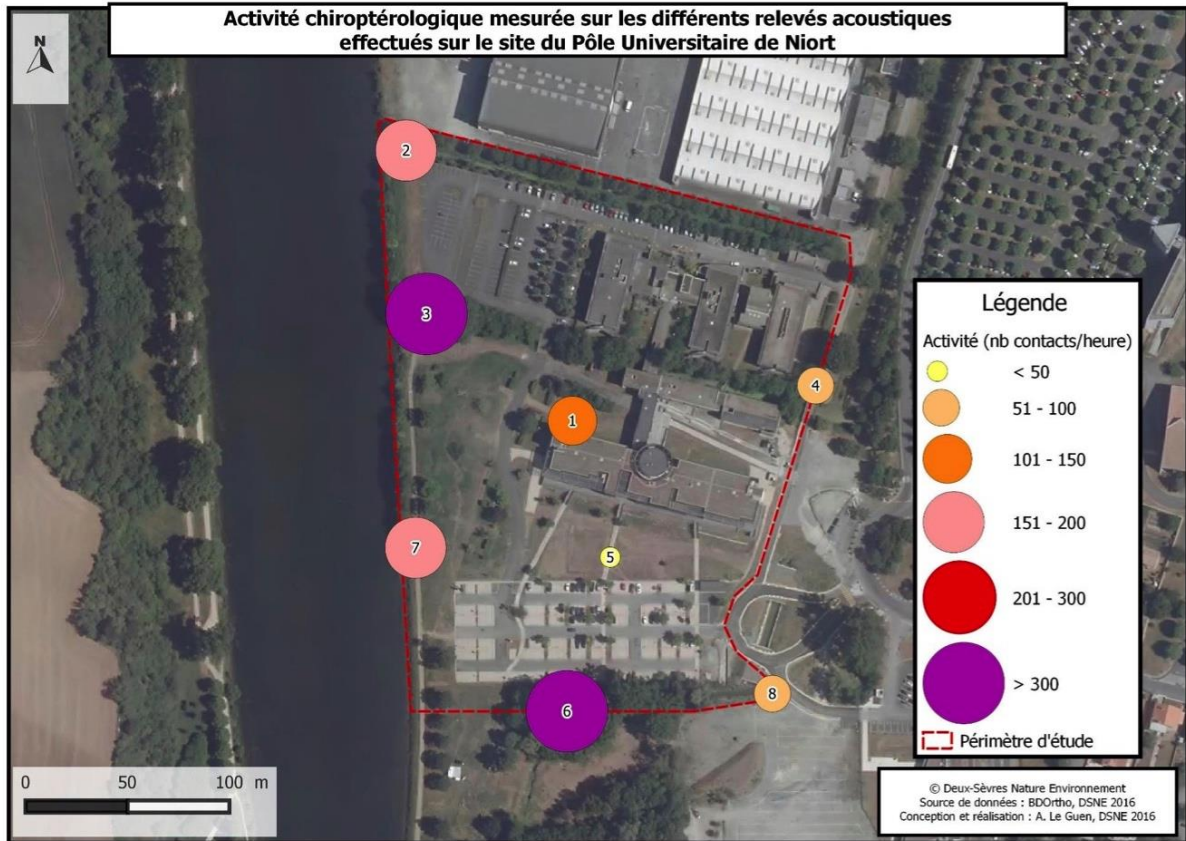 Activité chiroptérologique mesurée sur les différents relevés acoustiques
effectués sur le site du Pôle Universitaire de Niort
N
2
3
4
1
7
5
6
8
Légende
Activité (nb contacts/heure)
< 50
51 - 100
101 - 150
151 - 200
201 - 300
> 300
Périmètre d'étude
0 50 100 m
© Deux-Sèvres Nature Environnement
Source de données : BDOrtho, DSNE 2016
Conception et réalisation : A. Le Guen, DSNE 2016